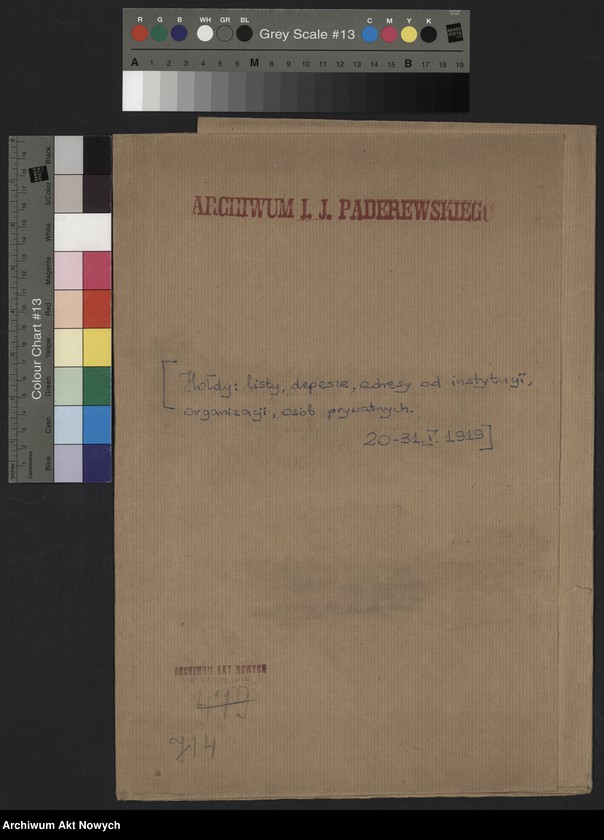 R G B WH GR BL Grey Scale #13 C M Y K
A 1 2 3 4 5 6 M 8 9 10 11 12 13 14 15 B 17 18 19
Colour Chart #13
Blue Cyan Green Yellow Red Magenta White 3/Color Black
Inches
Centimetres
ARCHIWUM I. J. PADEREWSKIEGO
[Hołdy: listy, depesze, adresy od instytucji,
organizacji, osób prywatnych.
20-31.I. 1919]
ARCHIWUM AKT NOWYCH
479
714
Archiwum Akt Nowych